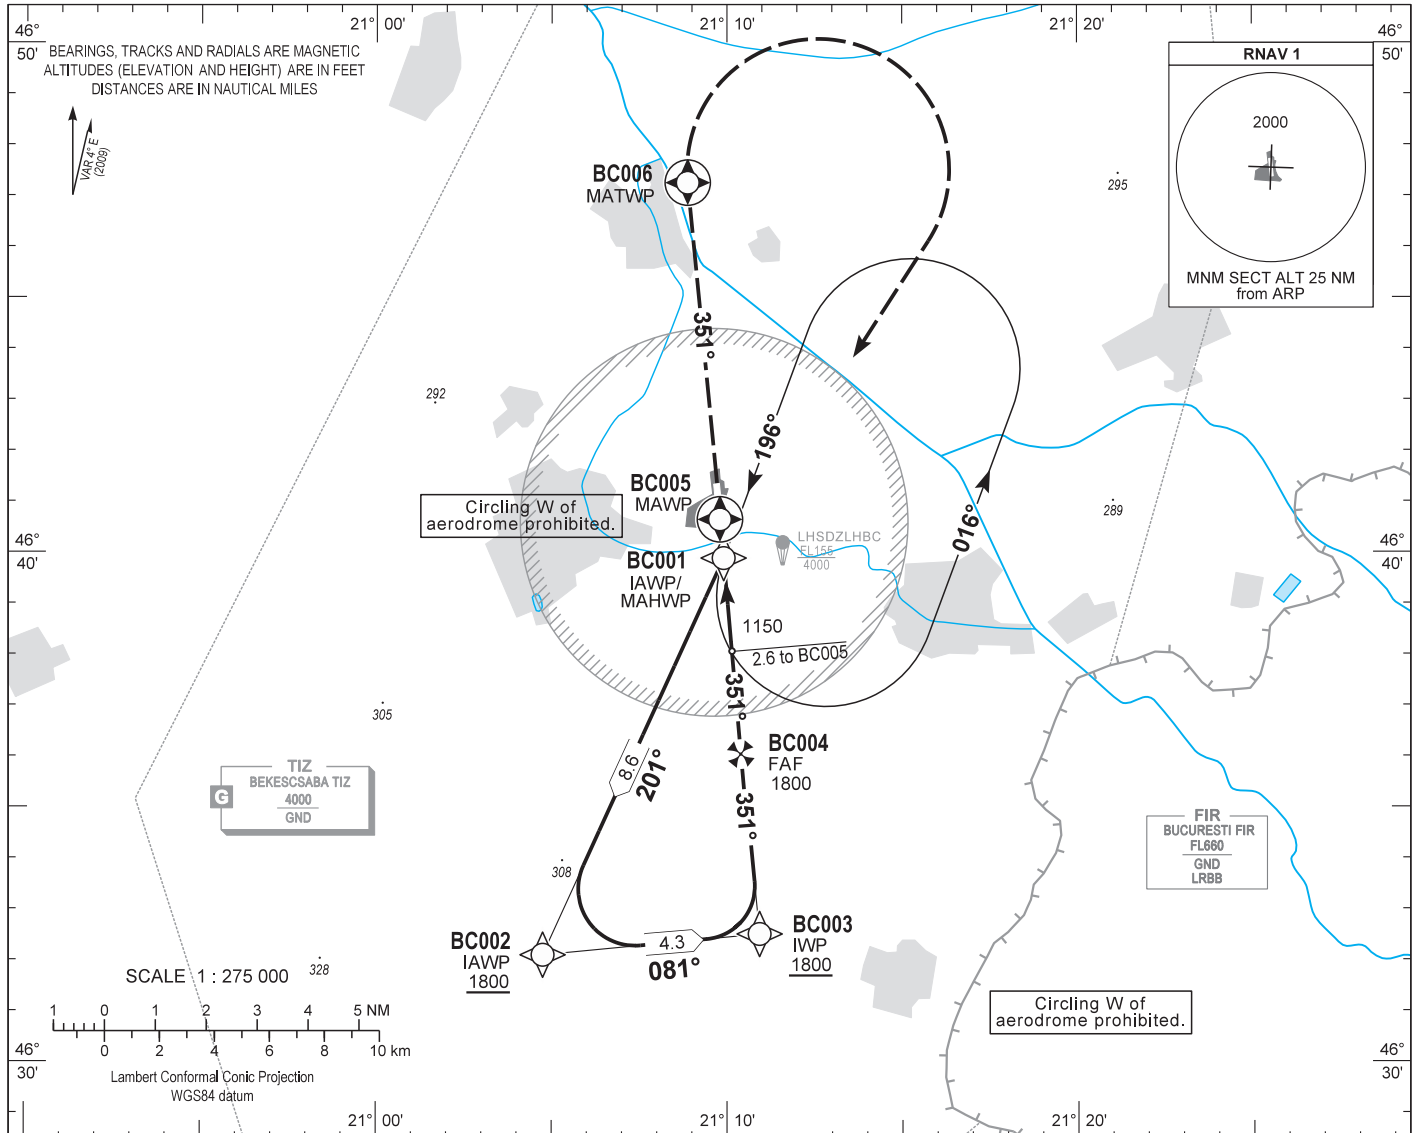 21° 00'
21° 10'
21° 20'
46°
50'
46°
50'
BEARINGS, TRACKS AND RADIALS ARE MAGNETIC
ALTITUDES (ELEVATION AND HEIGHT) ARE IN FEET
DISTANCES ARE IN NAUTICAL MILES
VAR 4° E
(2009)
RNAV 1
2000
MNM SECT ALT 25 NM
from ARP
BC006
MATWP
295
351°
292
196°
BC005
MAWP
Circling W of
aerodrome prohibited.
289
016°
LHSDZLHBC
FL155
4000
46°
40'
46°
40'
BC001
IAWP/
MAHWP
1150
2.6 to BC005
351°
305
BC004
FAF
1800
8.6
201°
TIZ
BEKESCSABA TIZ
4000
GND
G
351°
FIR
BUCURESTI FIR
FL660
GND
LRBB
308
BC002
IAWP
1800
4.3
081°
BC003
IWP
1800
328
SCALE 1 : 275 000
1 0 1 2 3 4 5 NM
0 2 4 6 8 10 km
Lambert Conformal Conic Projection
WGS84 datum
Circling W of
aerodrome prohibited.
46°
30'
46°
30'
21° 00'
21° 10'
21° 20'